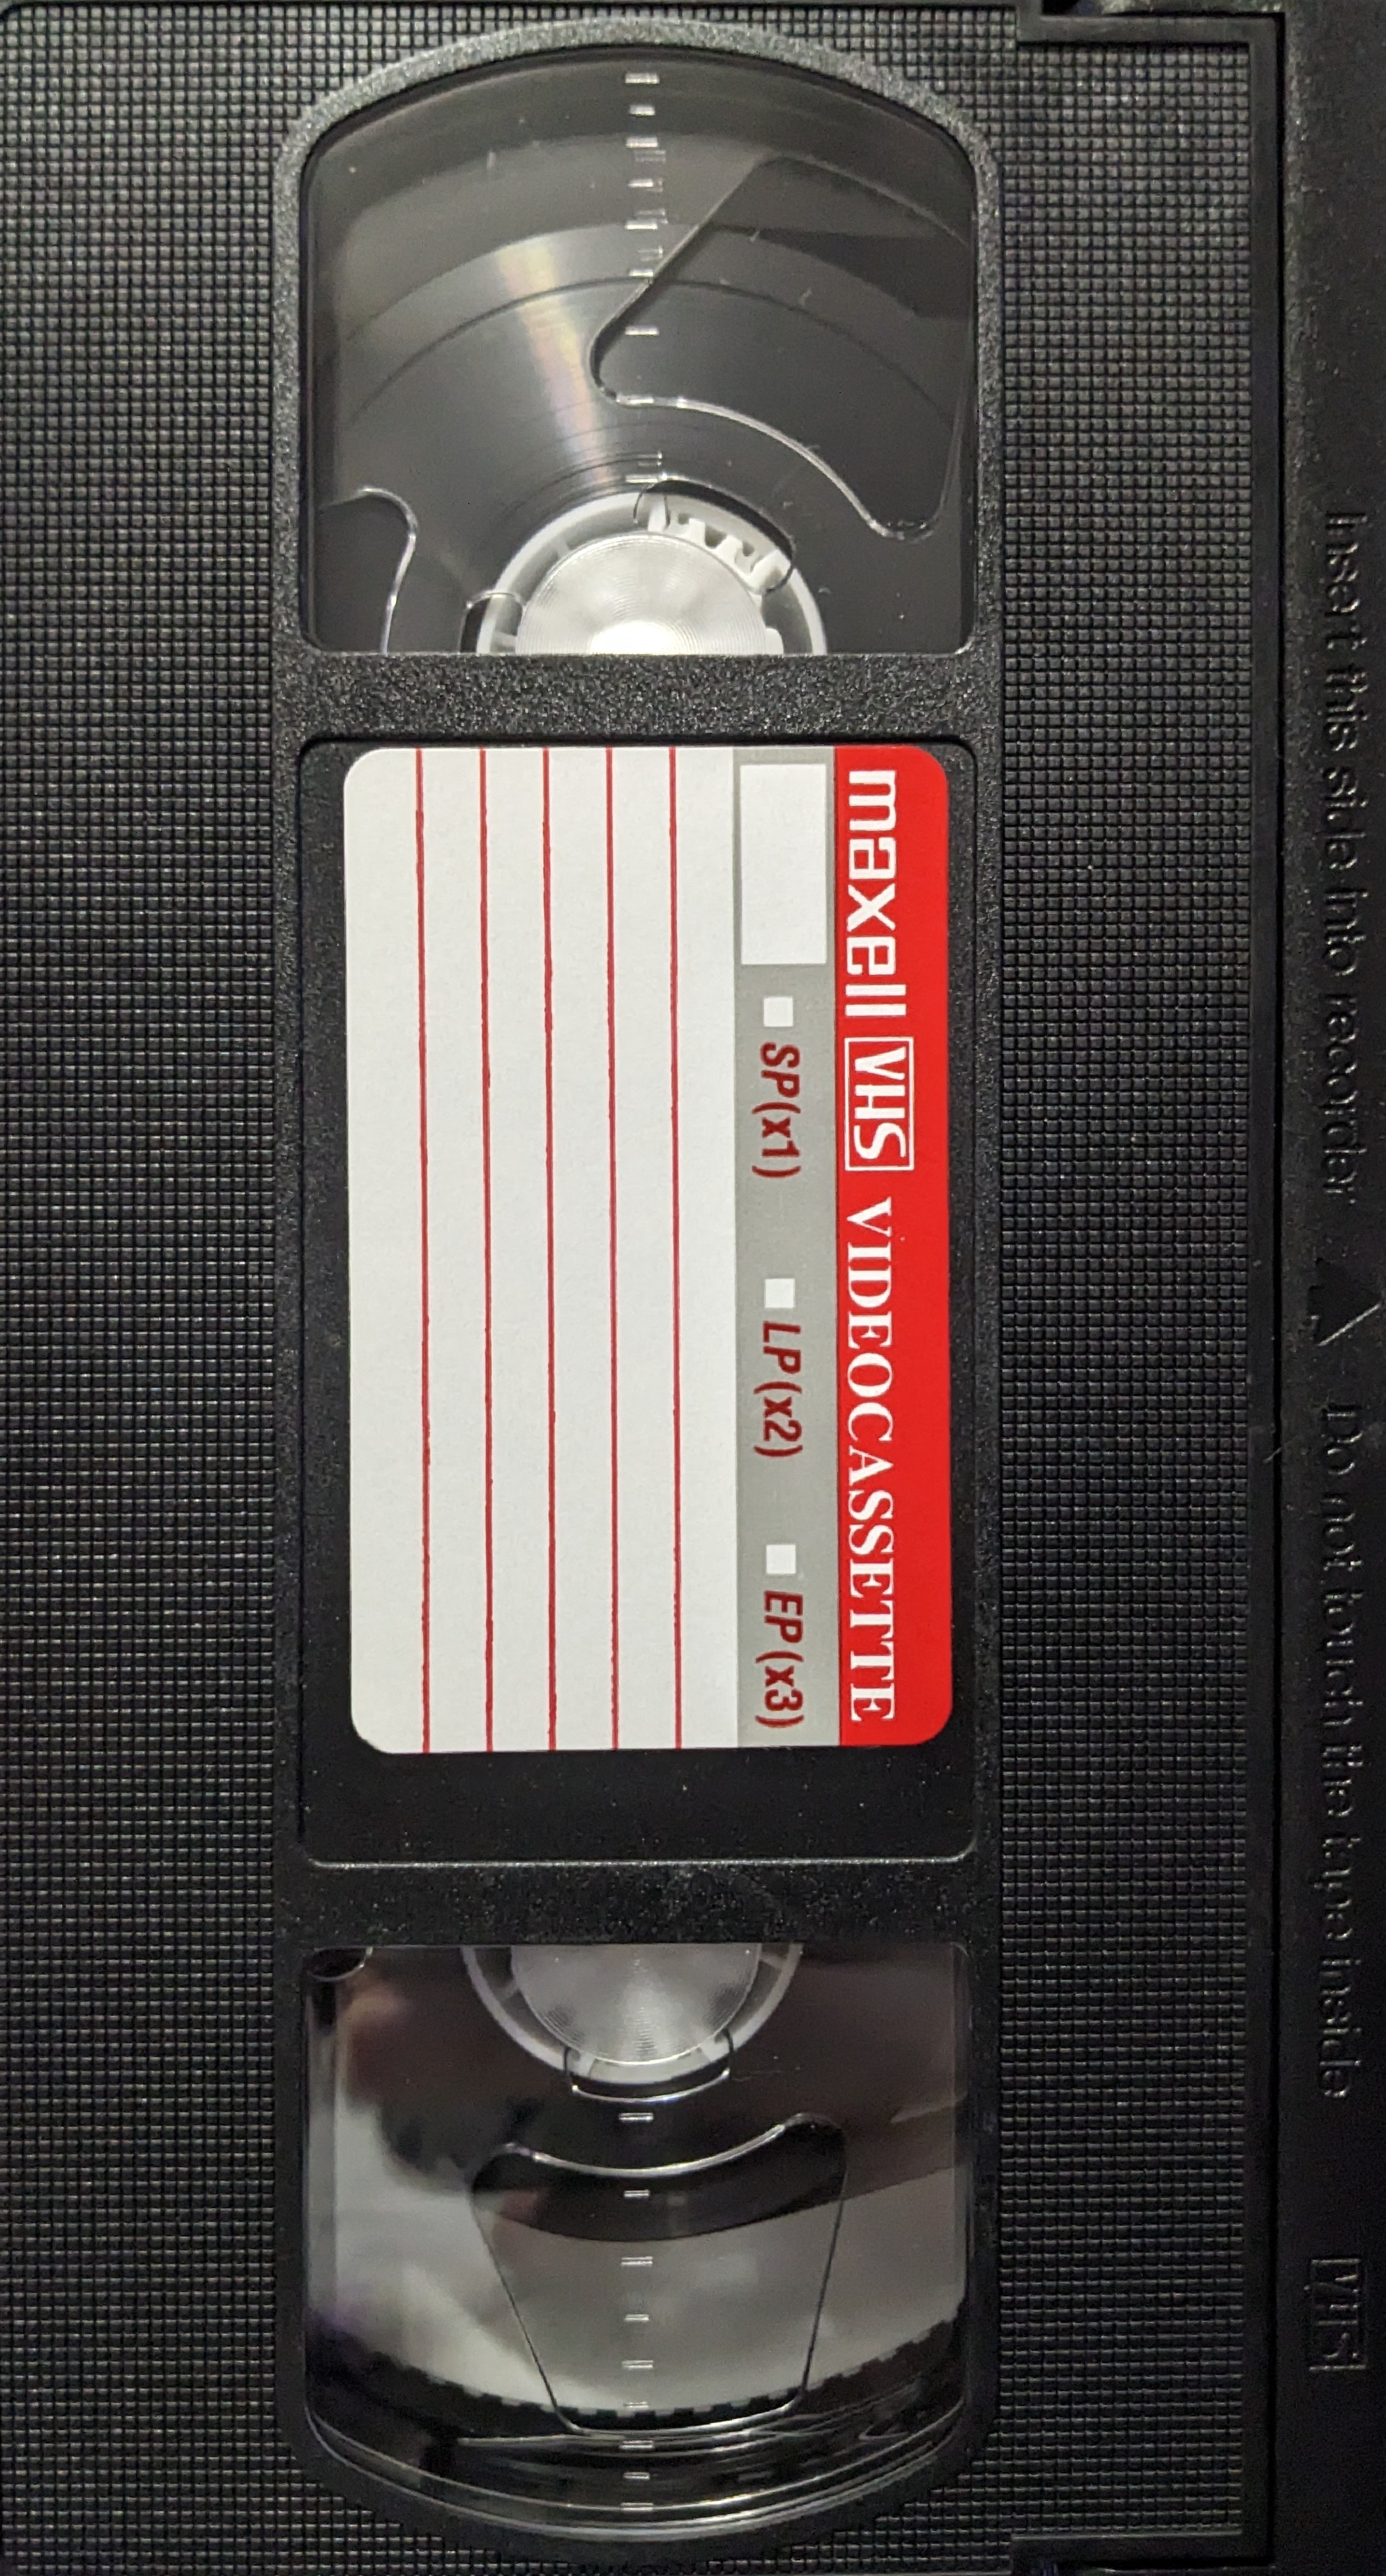 Insert this side into recorder △ Do not touch the tape inside VHS
maxell VHS VIDEOCASSETTE
SP(x1) LP(x2) EP(x3)